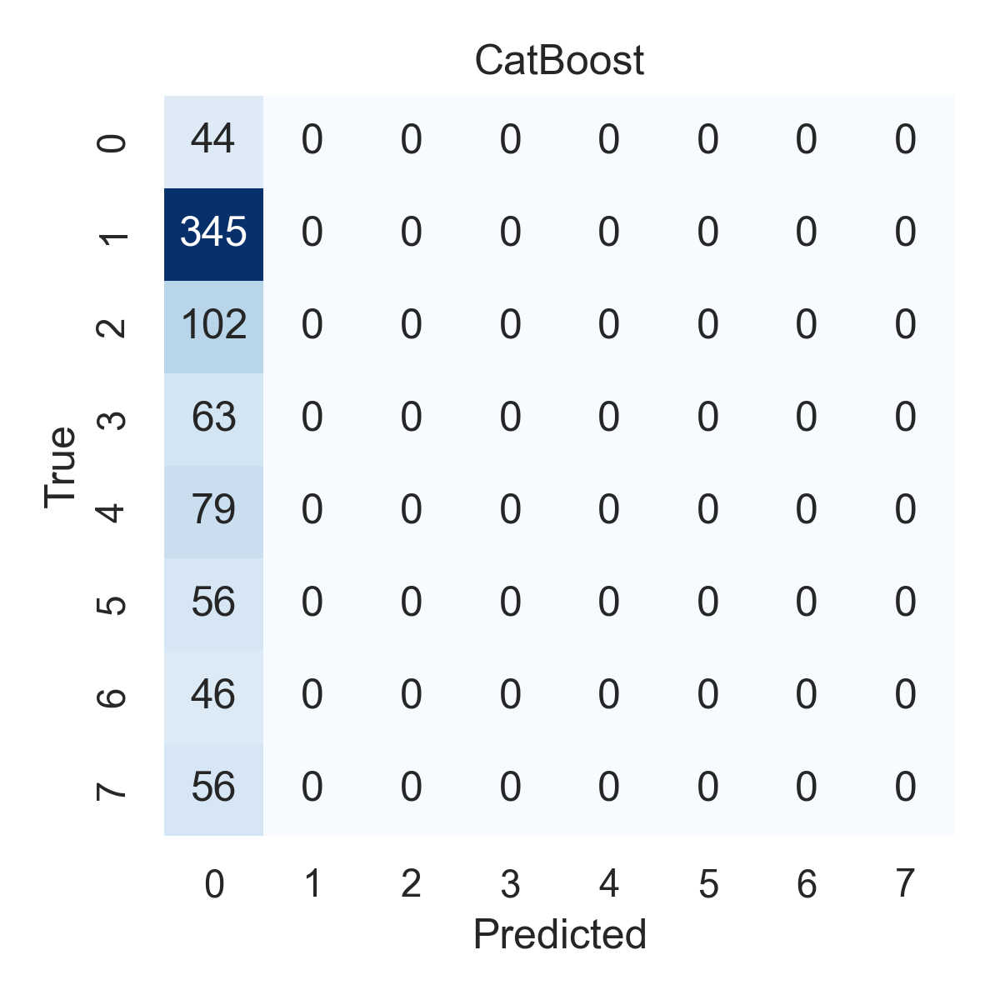 CatBoost
0 44 0 0 0 0 0 0 0
1 345 0 0 0 0 0 0 0
2 102 0 0 0 0 0 0 0
3 63 0 0 0 0 0 0 0
4 79 0 0 0 0 0 0 0
5 56 0 0 0 0 0 0 0
6 46 0 0 0 0 0 0 0
7 56 0 0 0 0 0 0 0
True
0 1 2 3 4 5 6 7
Predicted